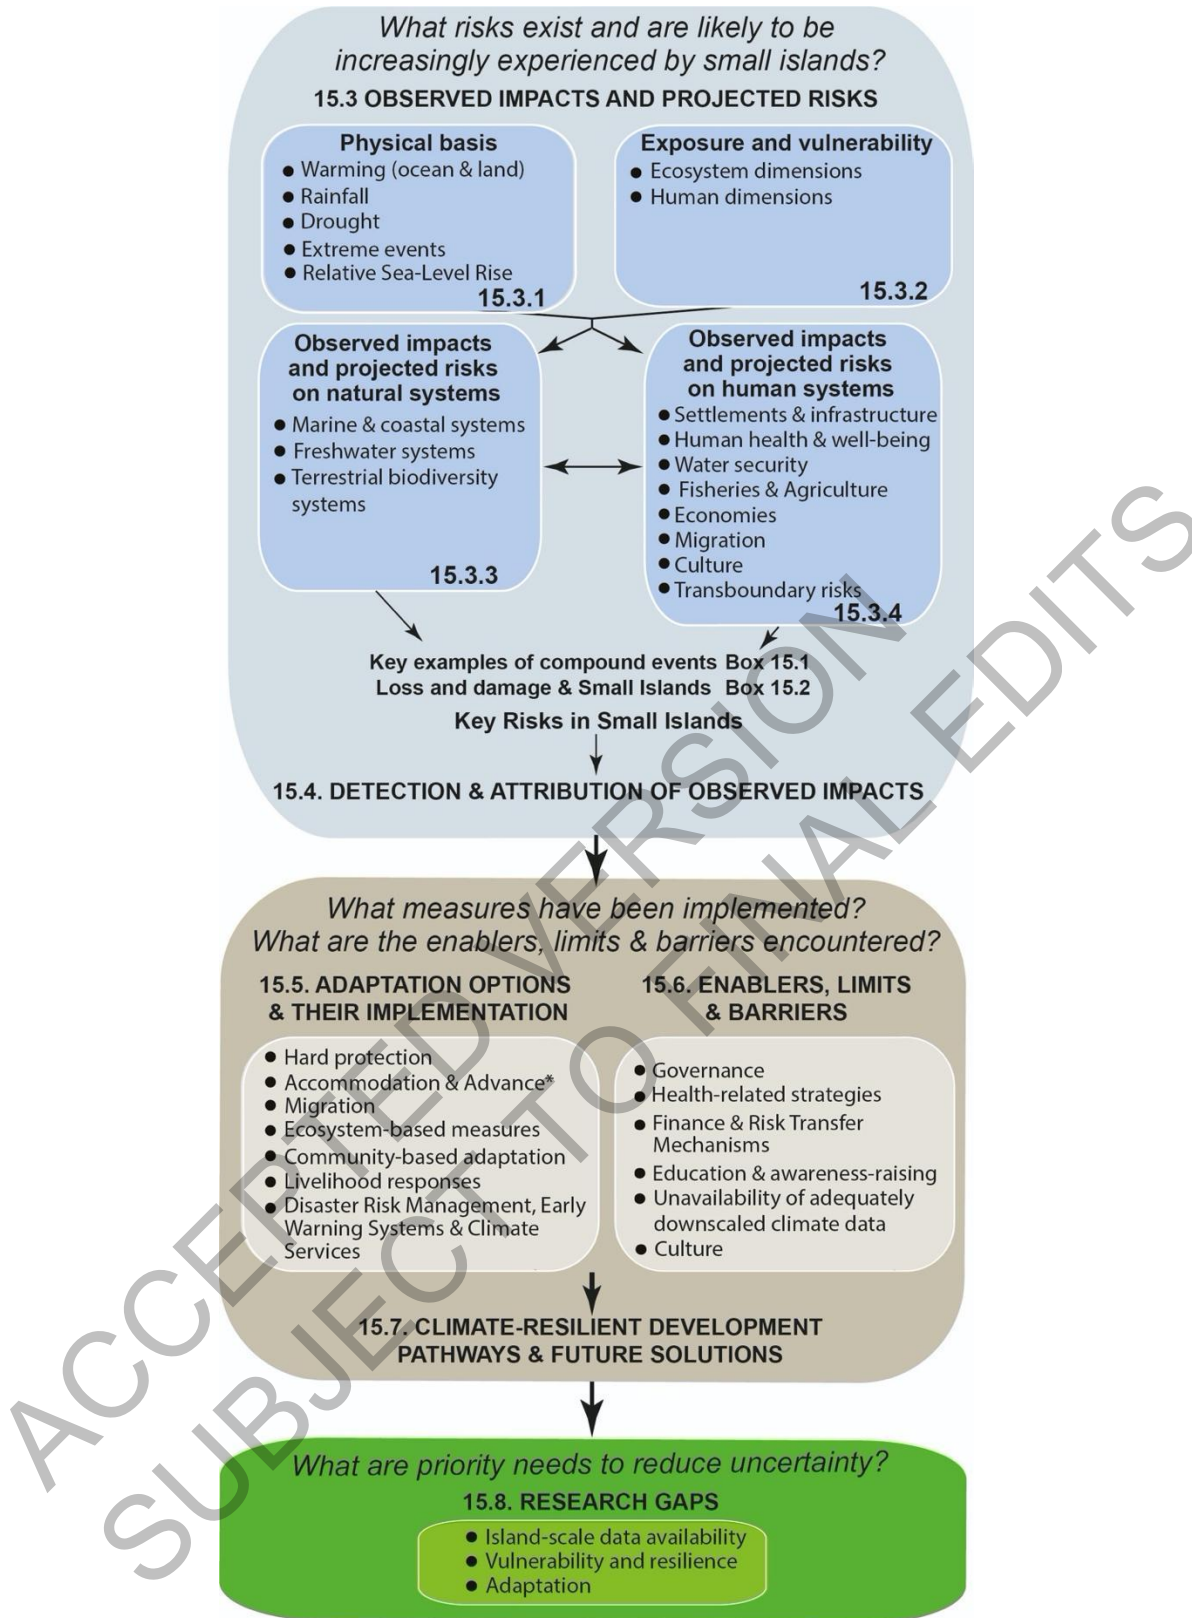 What risks exist and are likely to be
increasingly experienced by small islands?
15.3 OBSERVED IMPACTS AND PROJECTED RISKS
Physical basis
● Warming (ocean & land)
● Rainfall
● Drought
● Extreme events
● Relative Sea-Level Rise
15.3.1
Exposure and vulnerability
● Ecosystem dimensions
● Human dimensions
15.3.2
Observed impacts
and projected risks
on natural systems
● Marine & coastal systems
● Freshwater systems
● Terrestrial biodiversity
systems
15.3.3
Observed impacts
and projected risks
on human systems
● Settlements & infrastructure
● Human health & well-being
● Water security
● Fisheries & Agriculture
● Economies
● Migration
● Culture
● Transboundary risks
15.3.4
Key examples of compound events Box 15.1
Loss and damage & Small Islands Box 15.2
Key Risks in Small Islands
15.4. DETECTION & ATTRIBUTION OF OBSERVED IMPACTS
What measures have been implemented?
What are the enablers, limits & barriers encountered?
15.5. ADAPTATION OPTIONS
& THEIR IMPLEMENTATION
● Hard protection
● Accommodation & Advance*
● Migration
● Ecosystem-based measures
● Community-based adaptation
● Livelihood responses
● Disaster Risk Management, Early
Warning Systems & Climate
Services
15.6. ENABLERS, LIMITS
& BARRIERS
● Governance
● Health-related strategies
● Finance & Risk Transfer
Mechanisms
● Education & awareness-raising
● Unavailability of adequately
downscaled climate data
● Culture
15.7. CLIMATE-RESILIENT DEVELOPMENT
PATHWAYS & FUTURE SOLUTIONS
What are priority needs to reduce uncertainty?
15.8. RESEARCH GAPS
● Island-scale data availability
● Vulnerability and resilience
● Adaptation
ACCEPTED VERSION
SUBJECT TO FINAL EDITS